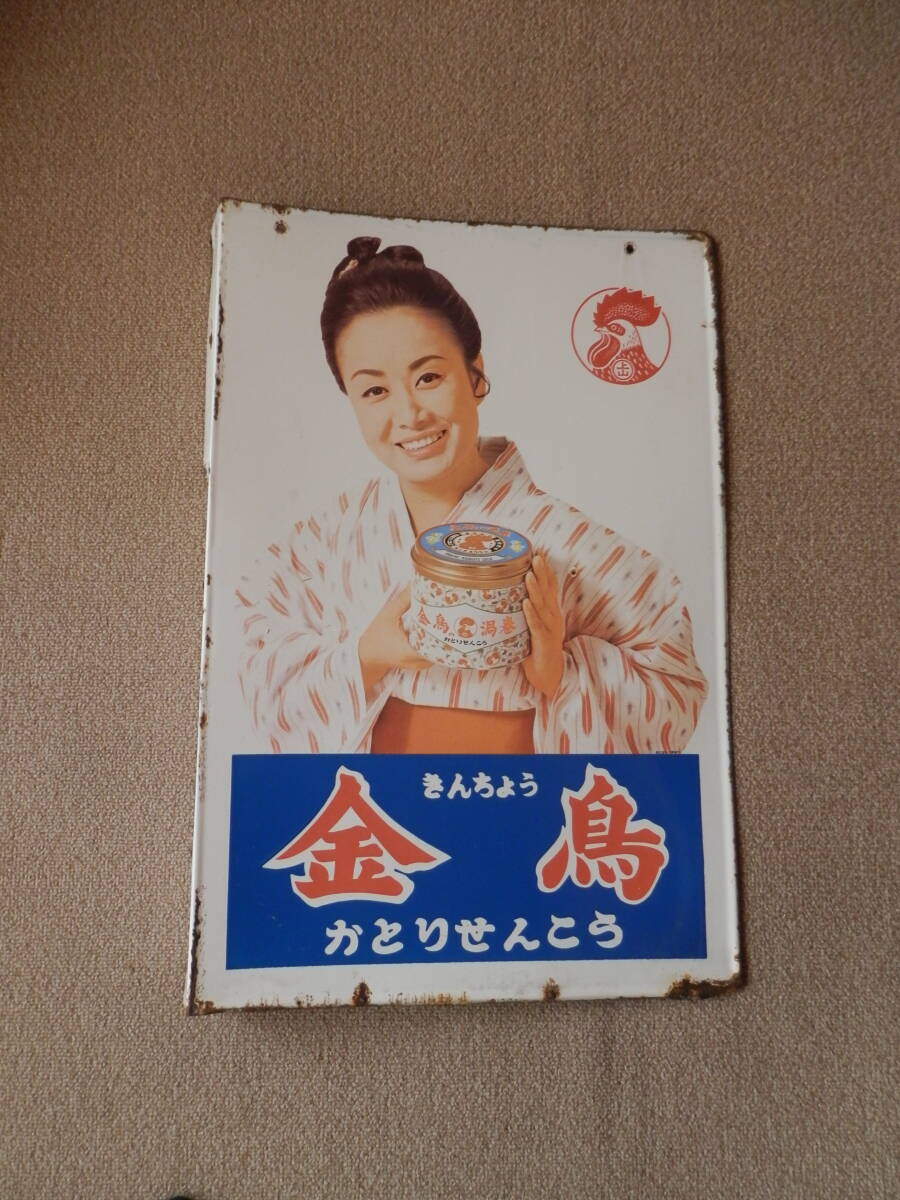 金鳥の渦巻
かとりせんこう
きんちょう
金鳥
かとりせんこう